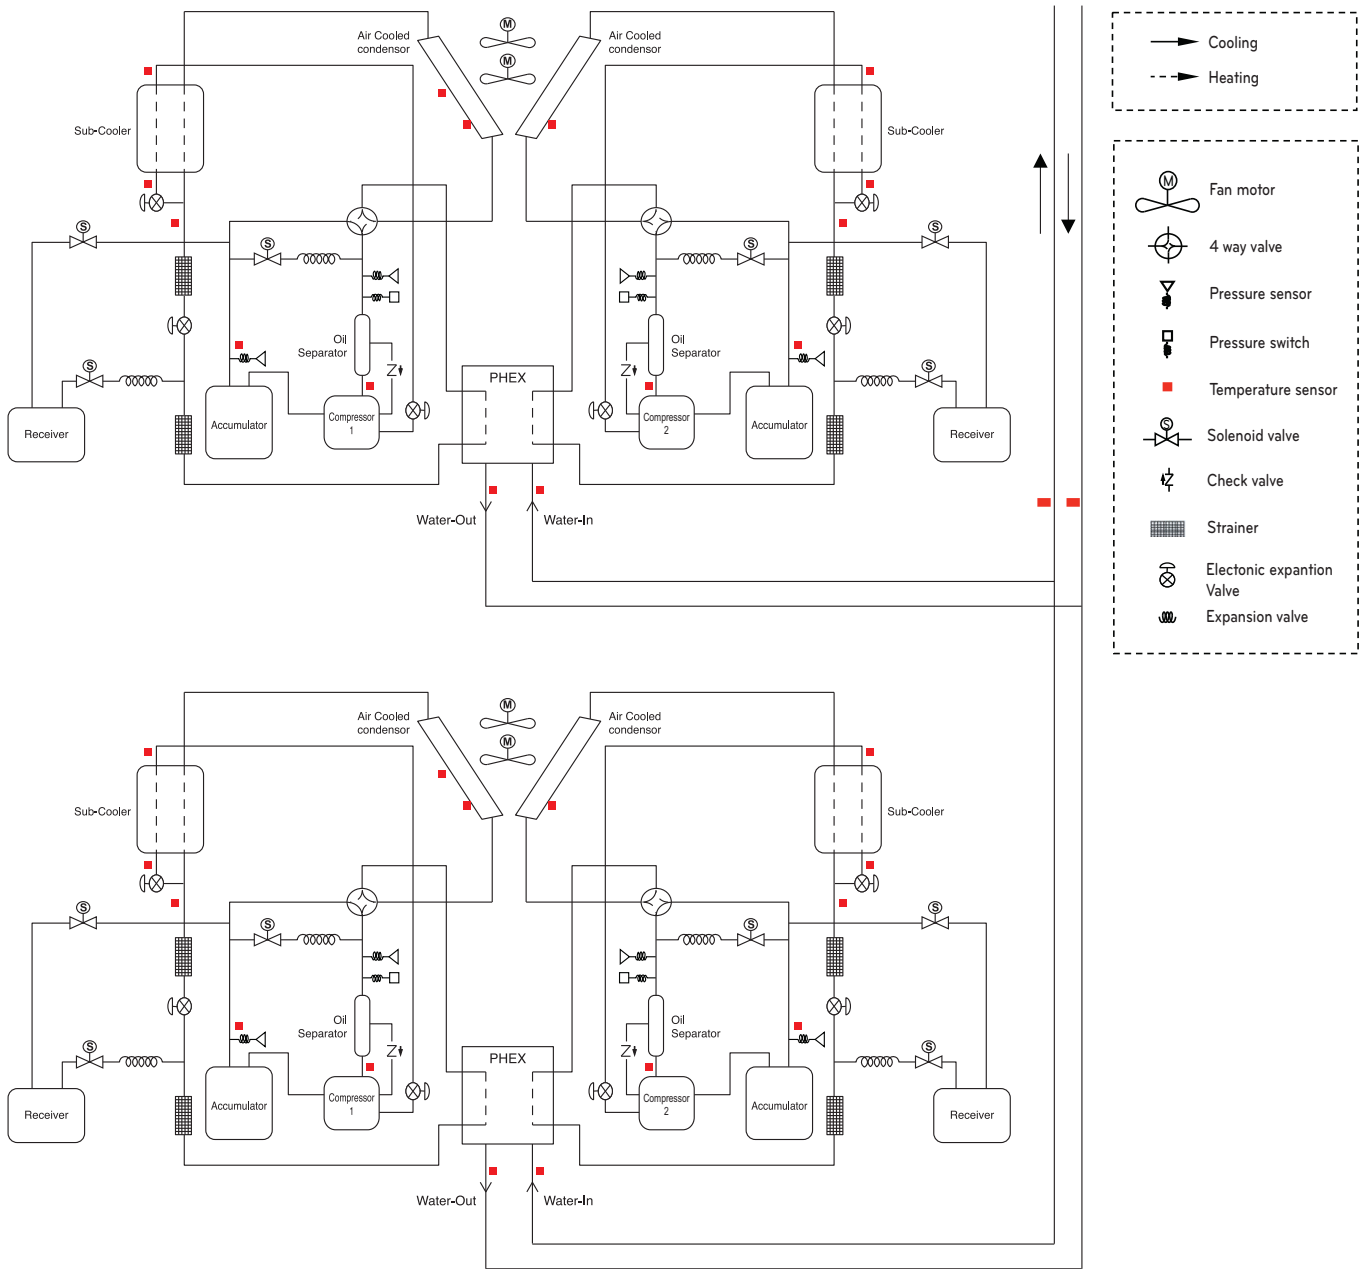 Air Cooled
condensor
M
M
Air Cooled
condensor
Sub-Cooler
Sub-Cooler
S
S
S
S
S
S
Oil
Separator
Oil
Separator
PHEX
Receiver
Accumulator
Compressor
1
Compressor
2
Accumulator
Receiver
Water-Out
Water-In
Air Cooled
condensor
M
M
Air Cooled
condensor
Sub-Cooler
Sub-Cooler
S
S
S
S
S
S
Oil
Separator
Oil
Separator
PHEX
Receiver
Accumulator
Compressor
1
Compressor
2
Accumulator
Receiver
Water-Out
Water-In
Cooling
Heating
M
Fan motor
4 way valve
Pressure sensor
Pressure switch
Temperature sensor
S
Solenoid valve
Check valve
Strainer
Electonic expantion
Valve
Expansion valve